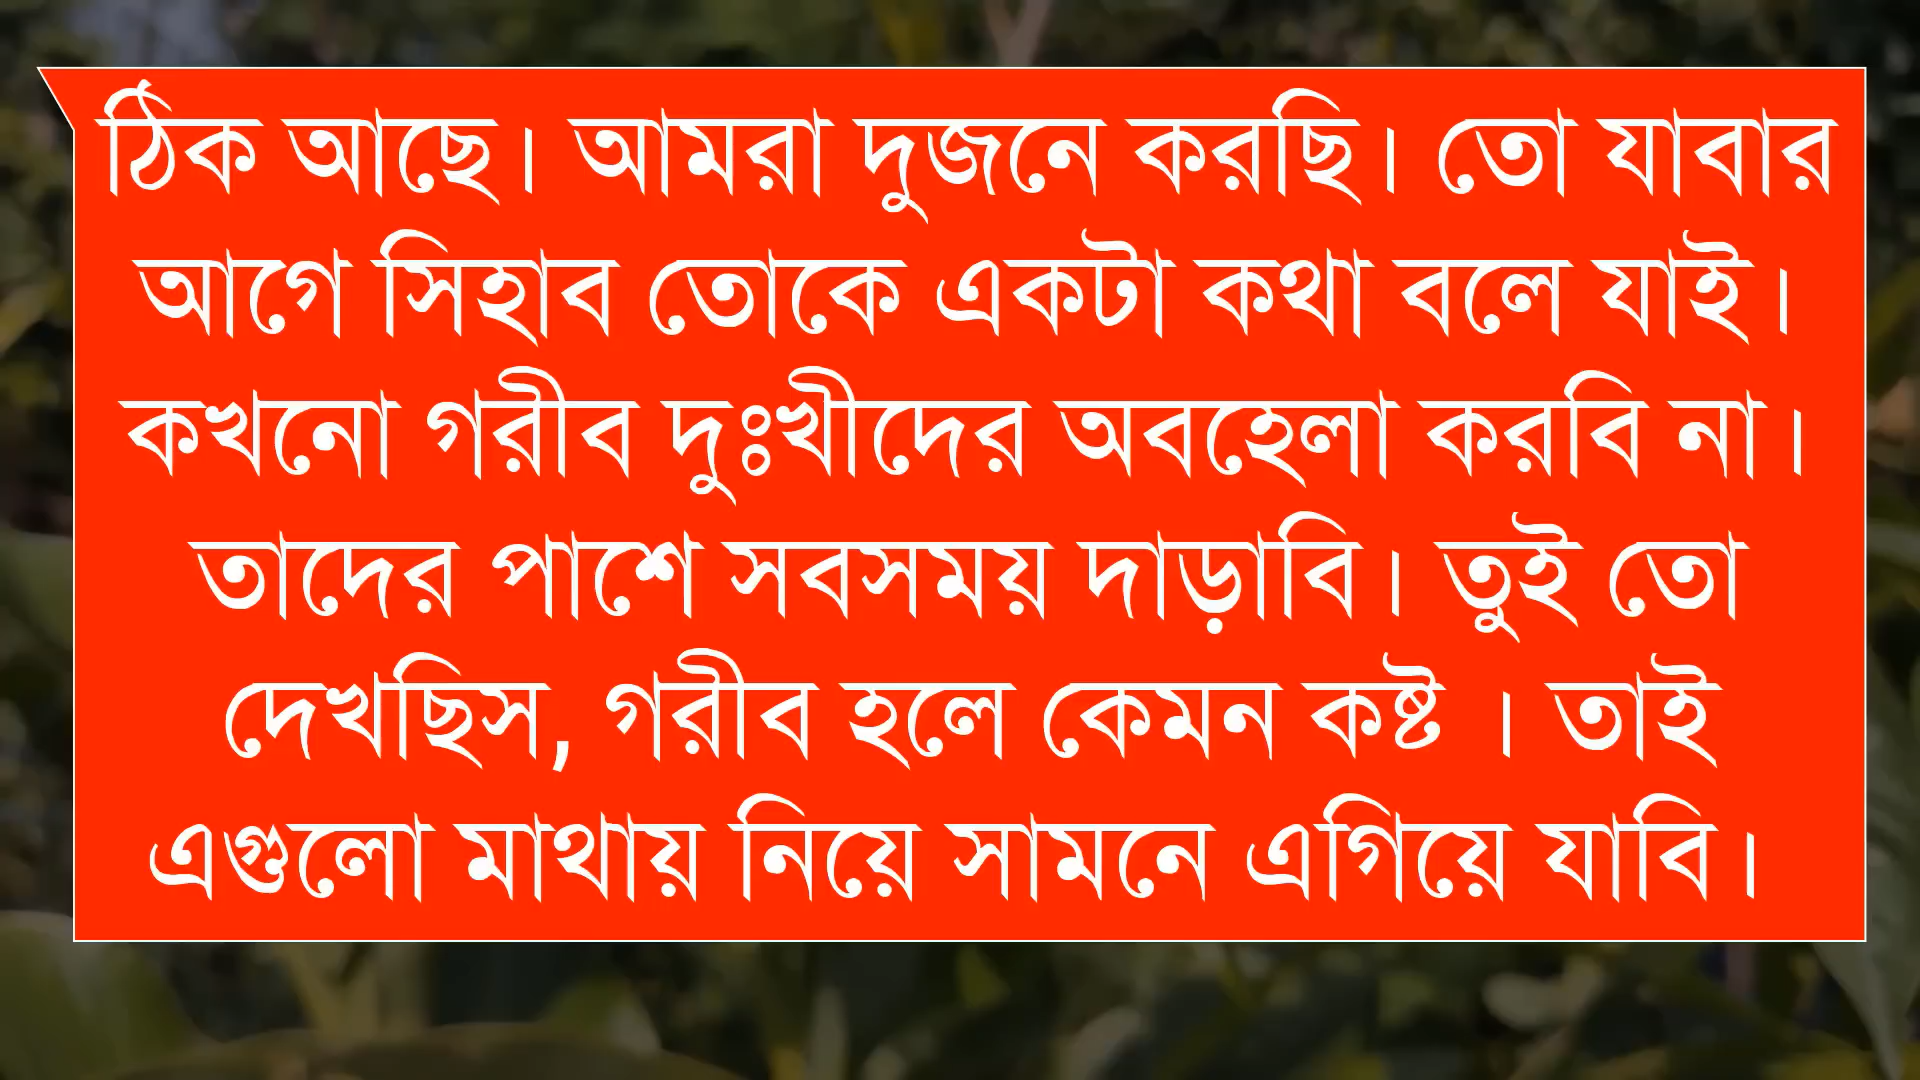 ঠিক আছে। আমরা দুজনে করছি। তো যাবার
আগে সিহাব তোকে একটা কথা বলে যাই।
কখনো গরীব দুঃখীদের অবহেলা করবি না।
তাদের পাশে সবসময় দাড়াবি। তুই তো
দেখছিস, গরীব হলে কেমন কষ্ট । তাই
এগুলো মাথায় নিয়ে সামনে এগিয়ে যাবি।